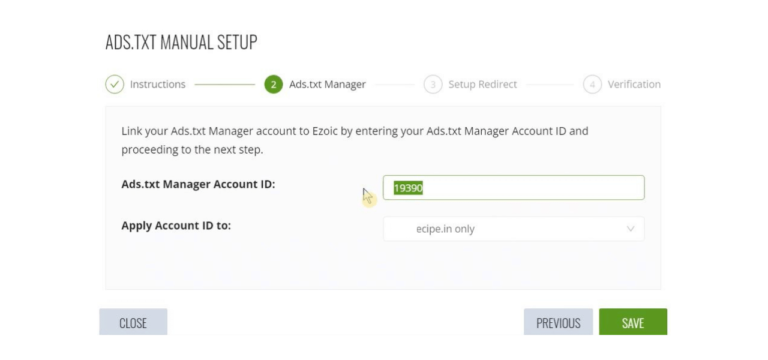 ADS.TXT MANUAL SETUP
Instructions 2 Ads.txt Manager 3 Setup Redirect 4 Verification
Link your Ads.txt Manager account to Ezoic by entering your Ads.txt Manager Account ID and
proceeding to the next step.
Ads.txt Manager Account ID: 19390
Apply Account ID to: ecipe.in only
CLOSE PREVIOUS SAVE